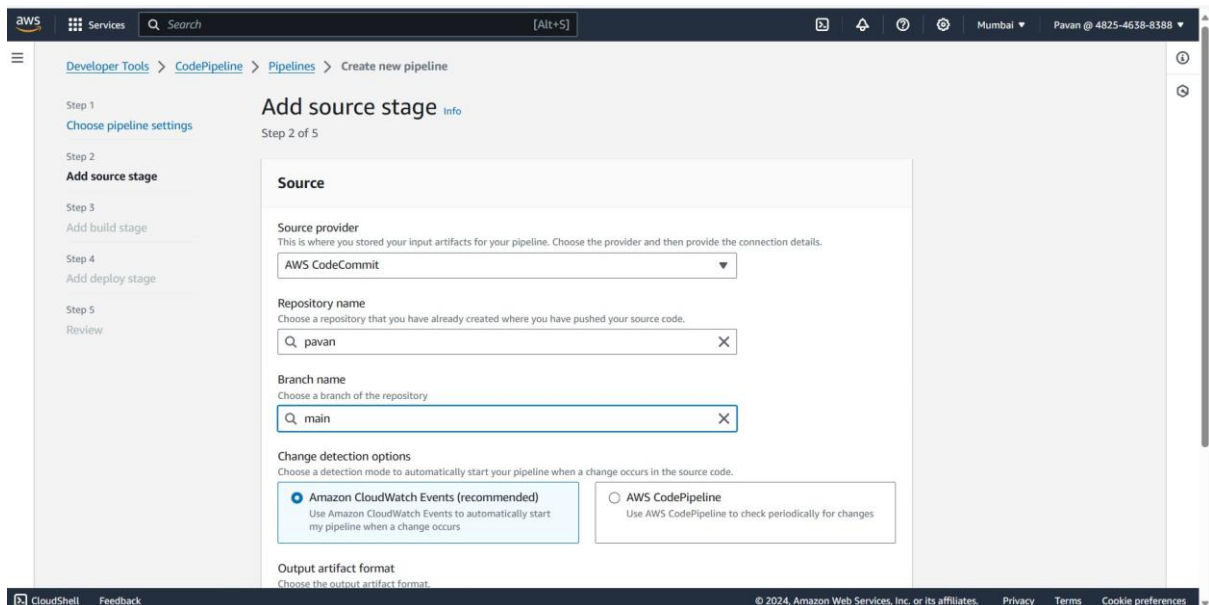 aws
Services
Search
[Alt+S]
Mumbai
Pavan @ 4825-4638-8388
Developer Tools > CodePipeline > Pipelines > Create new pipeline
Step 1
Choose pipeline settings
Step 2
Add source stage
Step 3
Add build stage
Step 4
Add deploy stage
Step 5
Review
Add source stage Info
Step 2 of 5
Source
Source provider
This is where you stored your input artifacts for your pipeline. Choose the provider and then provide the connection details.
AWS CodeCommit
Repository name
Choose a repository that you have already created where you have pushed your source code.
pavan
Branch name
Choose a branch of the repository
main
Change detection options
Choose a detection mode to automatically start your pipeline when a change occurs in the source code.
Amazon CloudWatch Events (recommended)
Use Amazon CloudWatch Events to automatically start
my pipeline when a change occurs
AWS CodePipeline
Use AWS CodePipeline to check periodically for changes
Output artifact format
Choose the output artifact format.
CloudShell
Feedback
© 2024, Amazon Web Services, Inc. or its affiliates.
Privacy
Terms
Cookie preferences